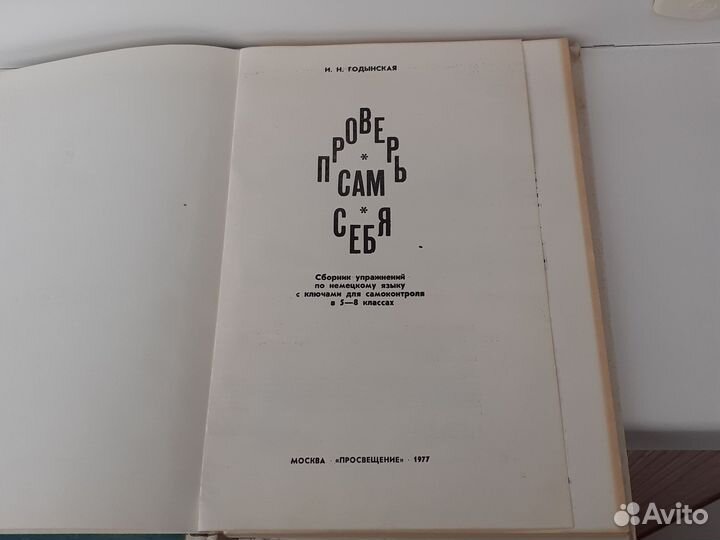 И. Н. ГОДЫНСКАЯ
ПРОВЕРЬ
* САМ *
СЕБЯ
Сборник упражнений
по немецкому языку
с ключами для самоконтроля
в 5—8 классах
МОСКВА · «ПРОСВЕЩЕНИЕ» · 1977
Avito